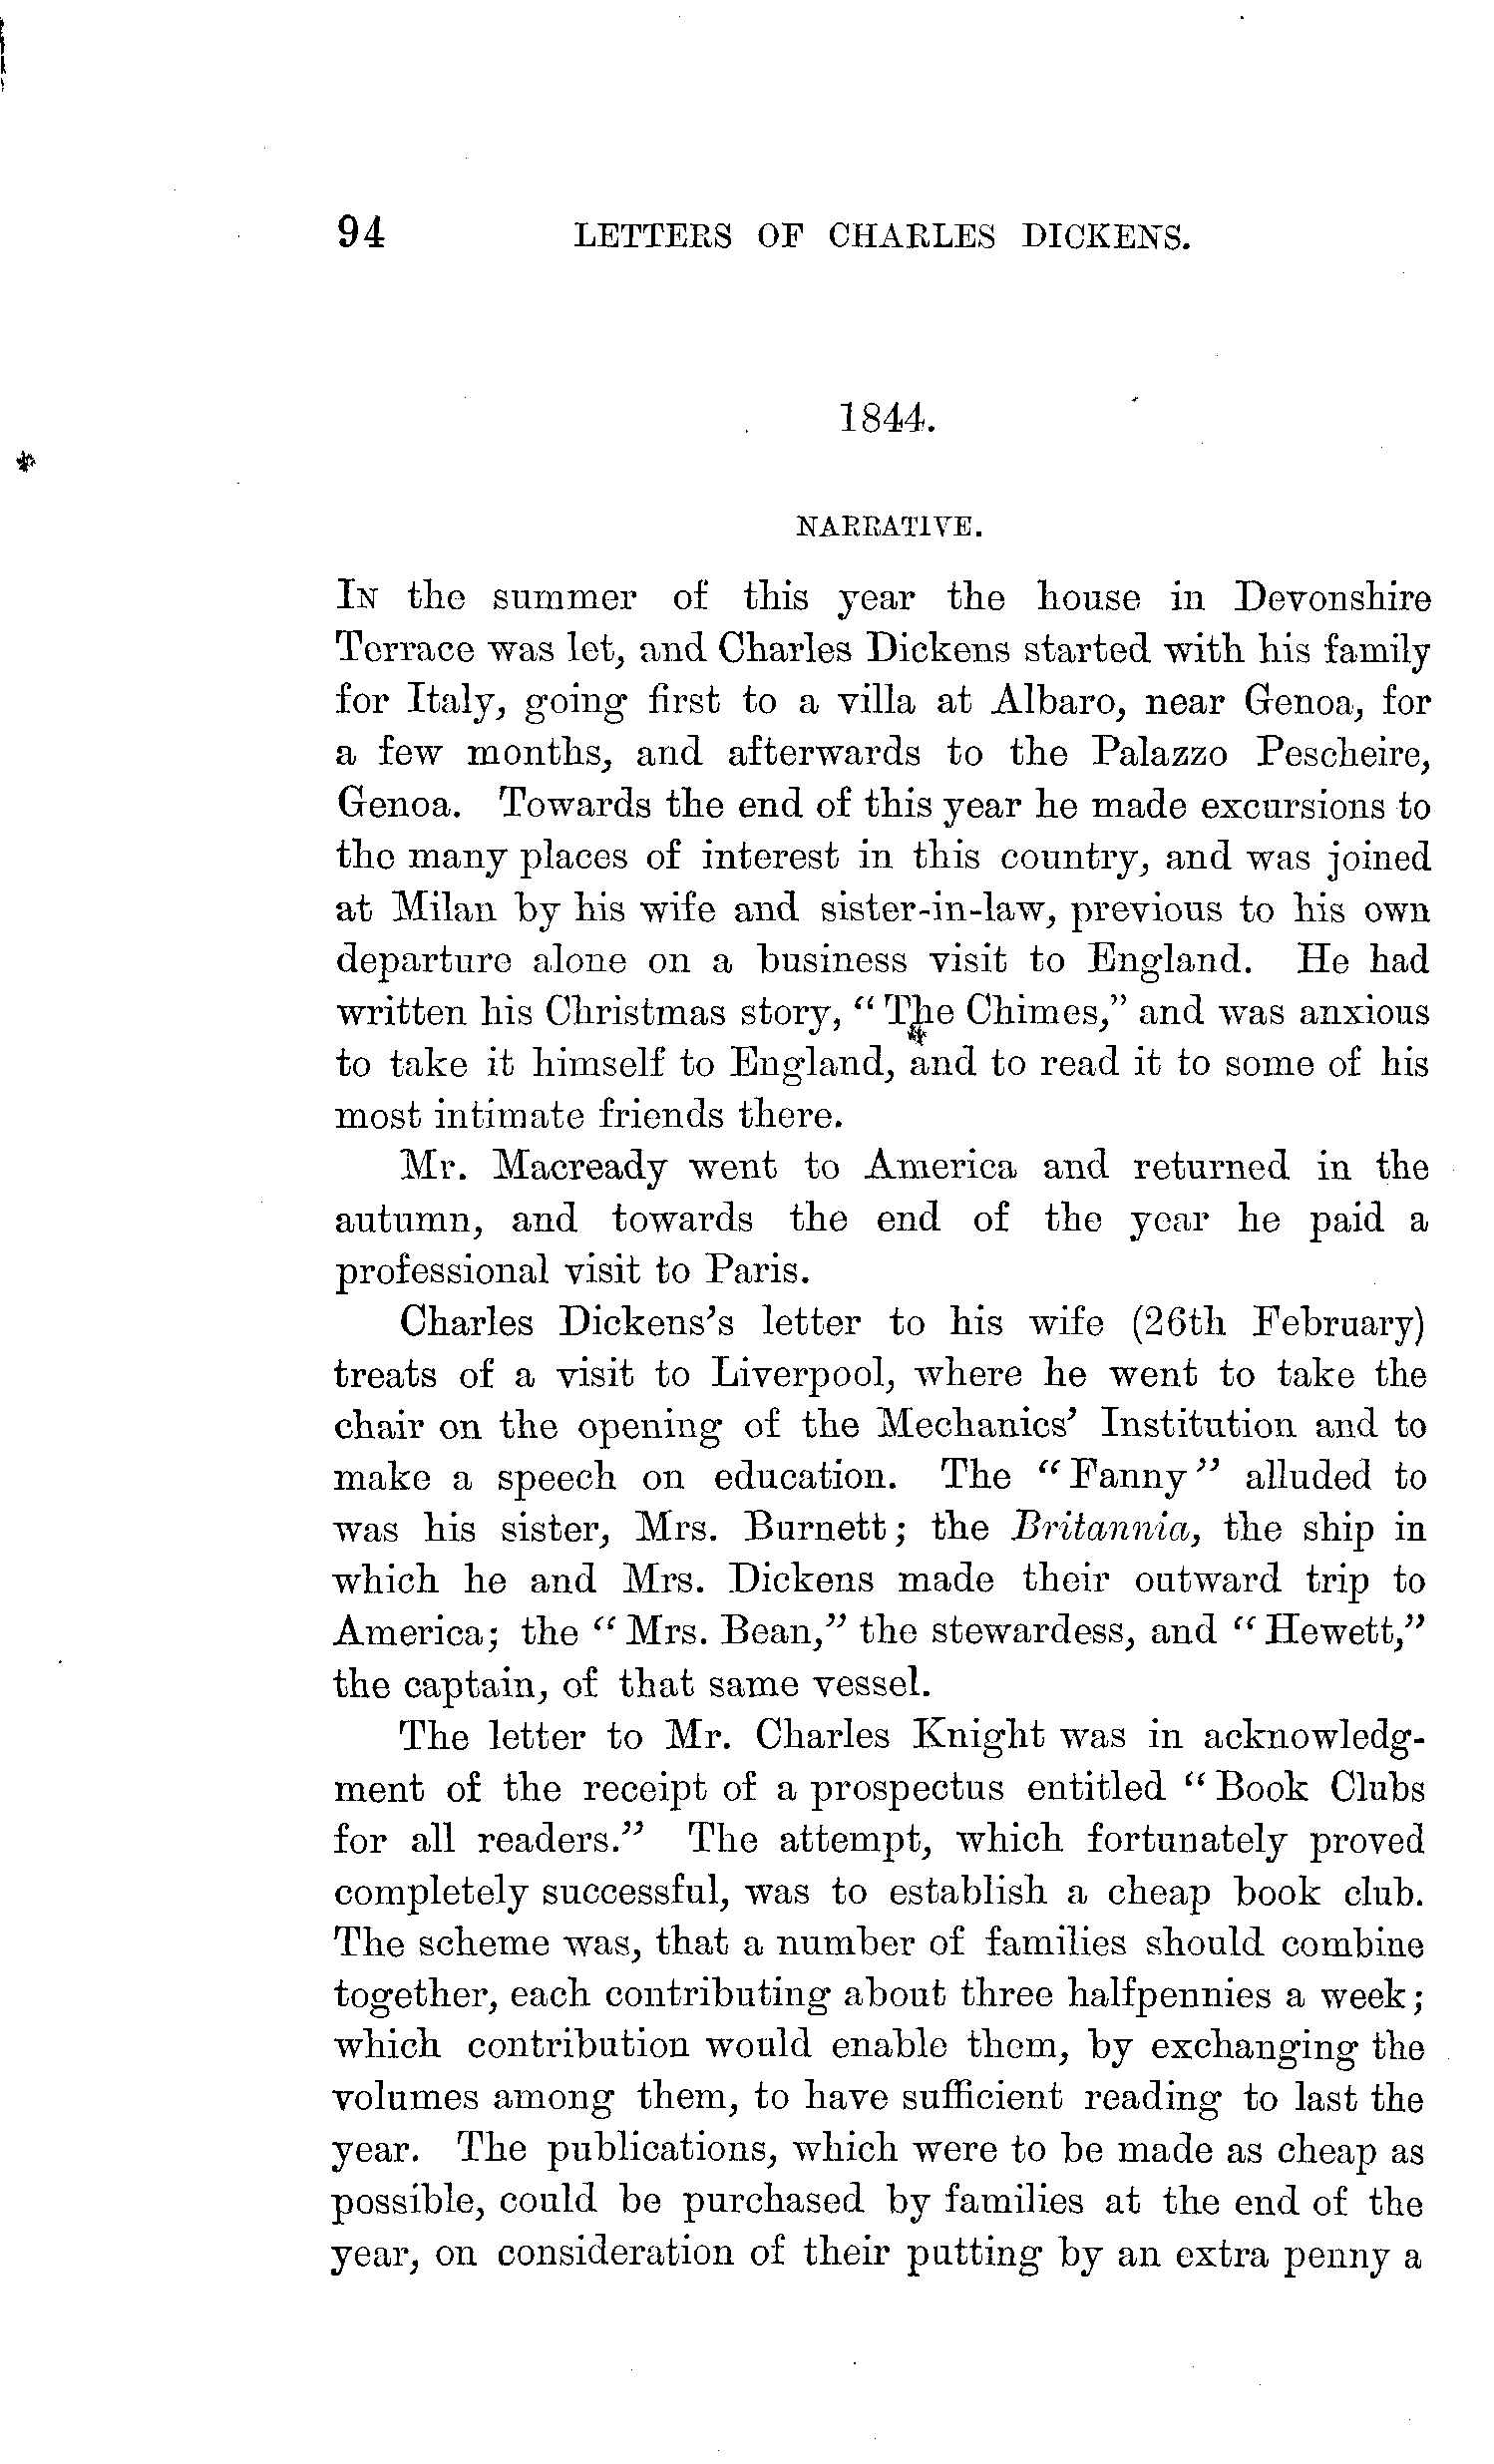 94 LETTERS OF CHARLES DICKENS.
1844.
NARRATIVE.
IN the summer of this year the house in Devonshire
Terrace was let, and Charles Dickens started with his family
for Italy, going first to a villa at Albaro, near Genoa, for
a few months, and afterwards to the Palazzo Pescheire,
Genoa. Towards the end of this year he made excursions to
the many places of interest in this country, and was joined
at Milan by his wife and sister-in-law, previous to his own
departure alone on a business visit to England. He had
written his Christmas story, “The Chimes,” and was anxious
to take it himself to England, and to read it to some of his
most intimate friends there.
Mr. Macready went to America and returned in the
autumn, and towards the end of the year he paid a
professional visit to Paris.
Charles Dickens’s letter to his wife (26th February)
treats of a visit to Liverpool, where he went to take the
chair on the opening of the Mechanics’ Institution and to
make a speech on education. The “Fanny” alluded to
was his sister, Mrs. Burnett; the Britannia, the ship in
which he and Mrs. Dickens made their outward trip to
America; the “Mrs. Bean,” the stewardess, and “Hewett,”
the captain, of that same vessel.
The letter to Mr. Charles Knight was in acknowledg-
ment of the receipt of a prospectus entitled “Book Clubs
for all readers.” The attempt, which fortunately proved
completely successful, was to establish a cheap book club.
The scheme was, that a number of families should combine
together, each contributing about three halfpennies a week;
which contribution would enable them, by exchanging the
volumes among them, to have sufficient reading to last the
year. The publications, which were to be made as cheap as
possible, could be purchased by families at the end of the
year, on consideration of their putting by an extra penny a